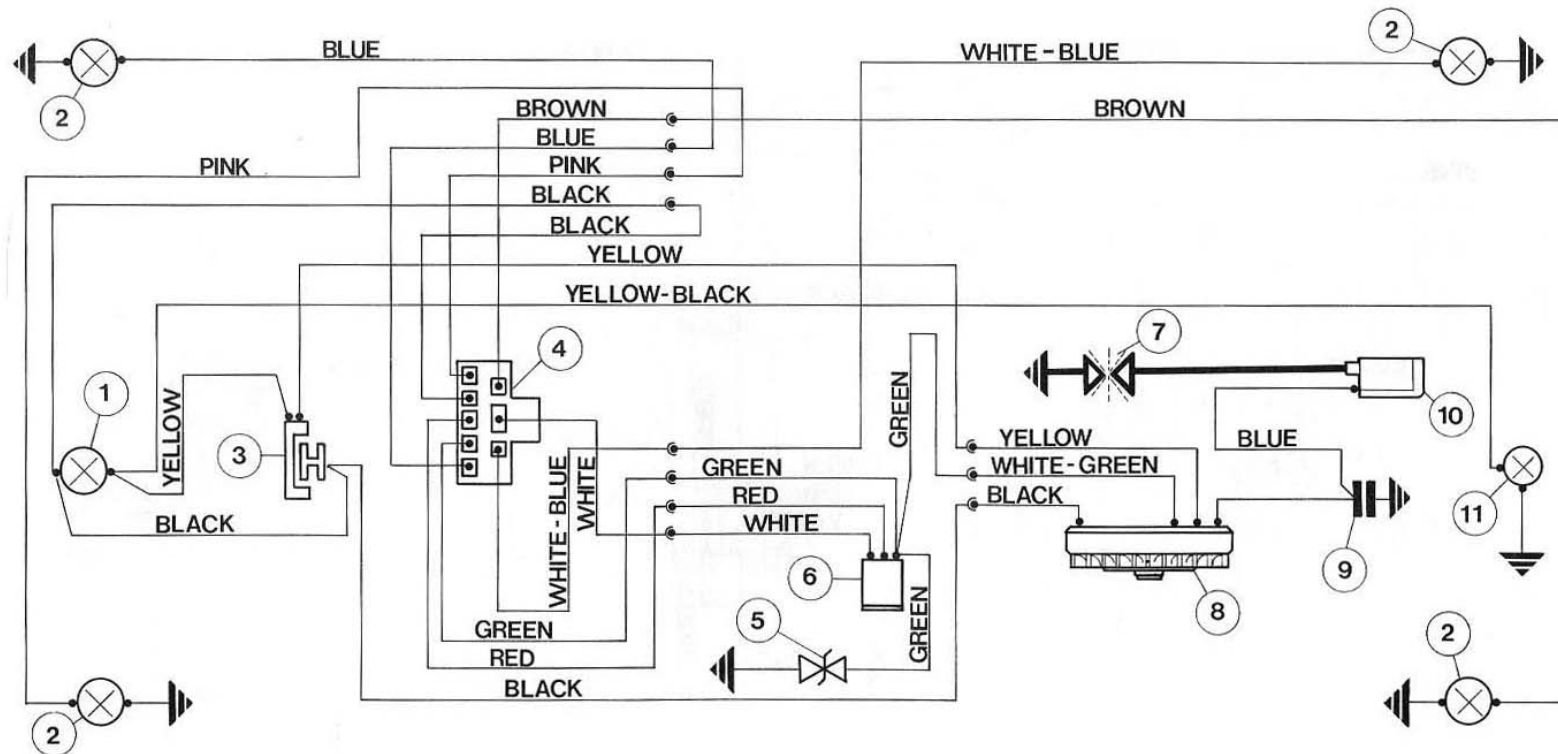 BLUE
WHITE-BLUE
2
2
BROWN
BROWN
BLUE
PINK
PINK
BLACK
BLACK
YELLOW
YELLOW-BLACK
4
7
1
YELLOW
3
GREEN
10
YELLOW
BLUE
WHITE-GREEN
GREEN
RED
BLACK
WHITE
11
BLACK
WHITE-BLUE
WHITE
6
9
8
GREEN
GREEN
5
2
RED
BLACK
2